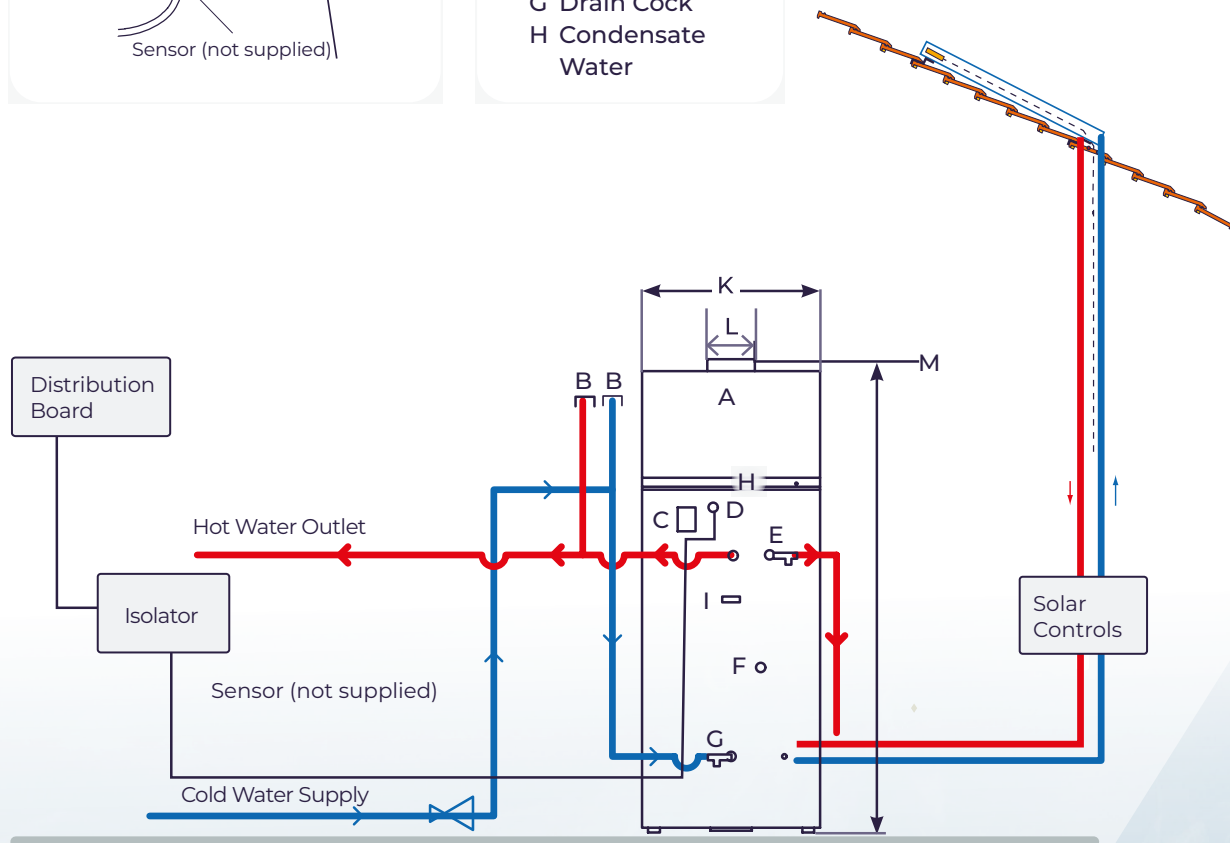 Sensor (not supplied)
G Drain Cock
H Condensate
Water
K
L
M
A
B B
Distribution
Board
H
C
D
E
Hot Water Outlet
I
Isolator
Solar
Controls
F
Sensor (not supplied)
G
Cold Water Supply